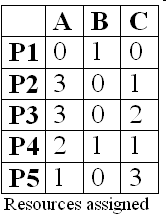 A B C
P1 0 1 0
P2 3 0 1
P3 3 0 2
P4 2 1 1
P5 1 0 3
Resources assigned